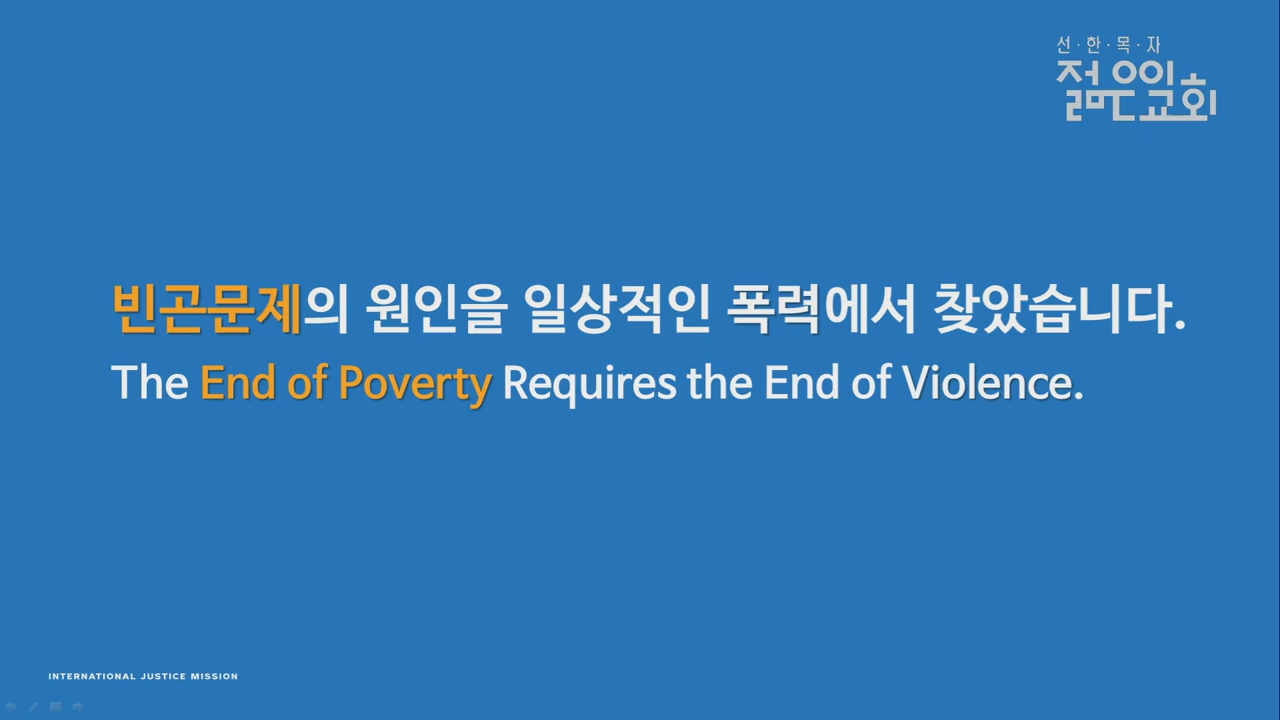 선·한·목·자
젊은이교회
빈곤문제의 원인을 일상적인 폭력에서 찾았습니다.
The End of Poverty Requires the End of Violence.
INTERNATIONAL JUSTICE MISSION